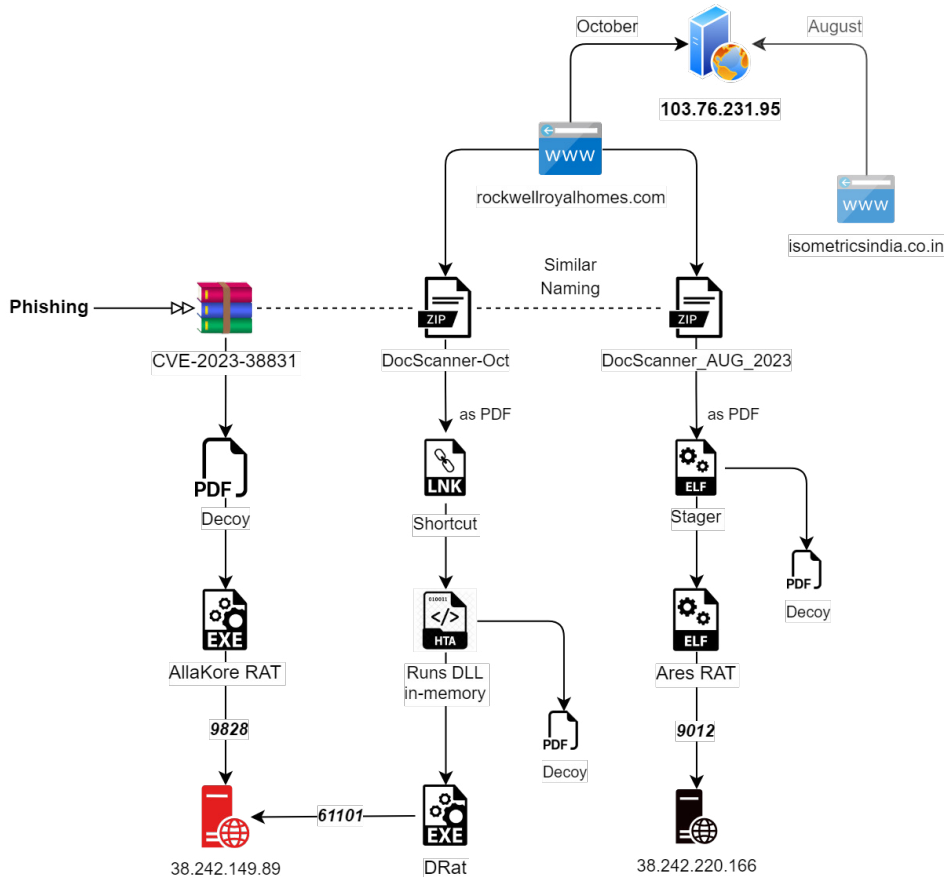 October
August
103.76.231.95
www
rockwellroyalhomes.com
www
isometricsindia.co.in
Phishing
Similar
Naming
ZIP
ZIP
CVE-2023-38831
DocScanner-Oct
DocScanner_AUG_2023
as PDF
as PDF
PDF
LNK
ELF
Decoy
Shortcut
Stager
PDF
Decoy
EXE
010011
</>
HTA
ELF
AllaKore RAT
Runs DLL
in-memory
Ares RAT
9828
9012
PDF
Decoy
61101
EXE
38.242.149.89
DRat
38.242.220.166